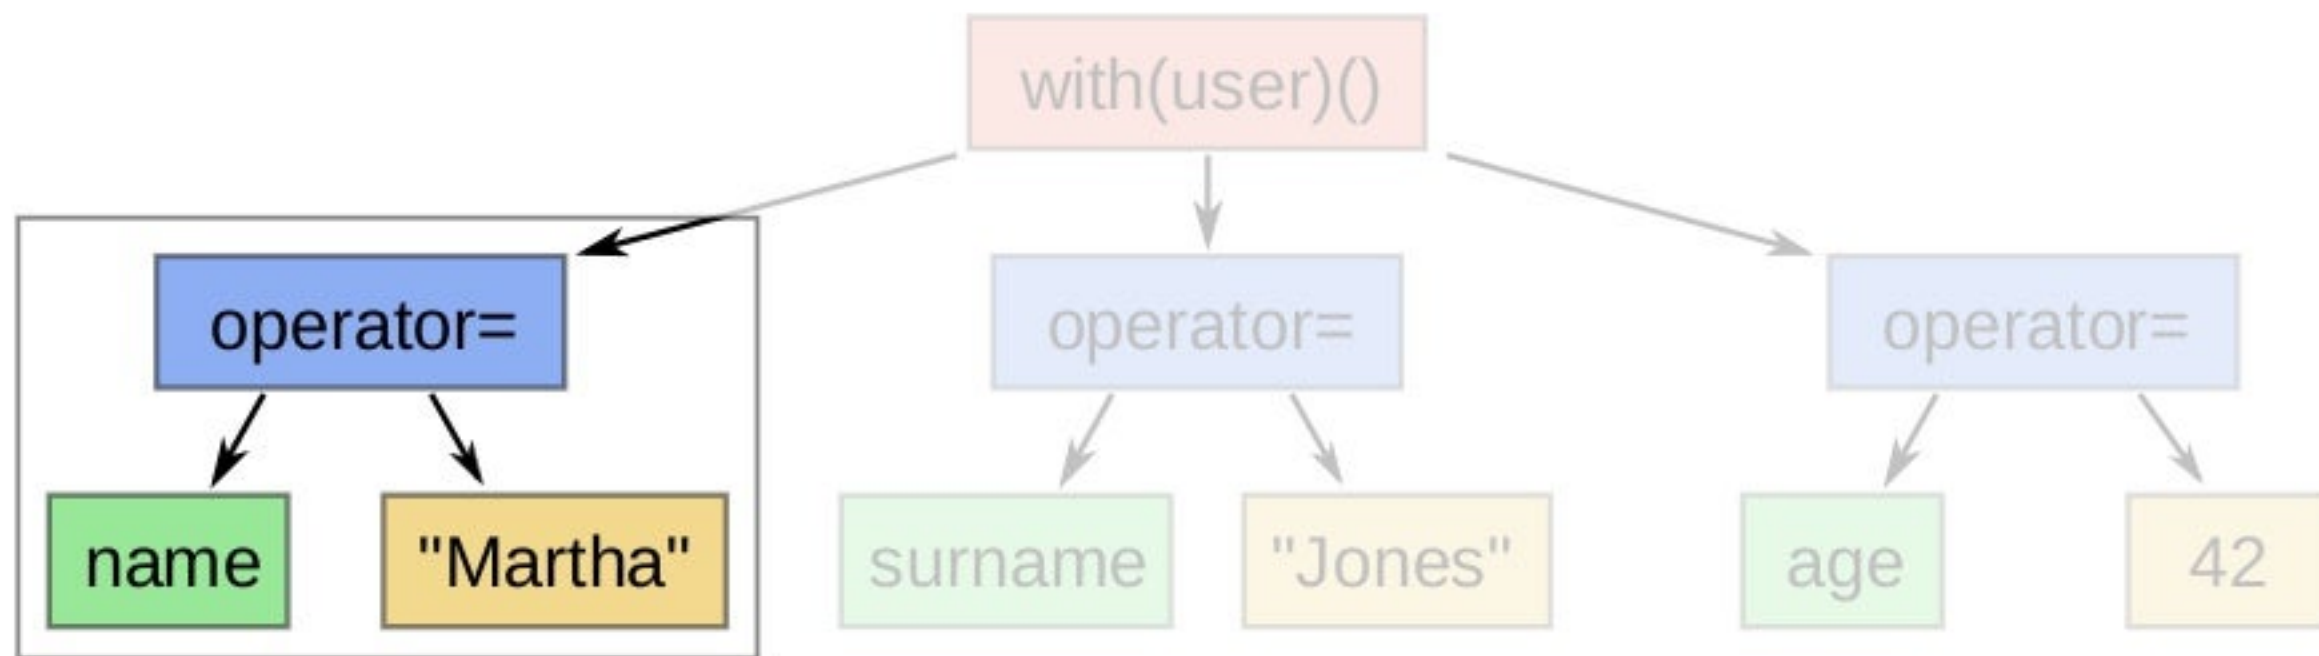 with(user)()
operator=
operator=
operator=
name
"Martha"
surname
"Jones"
age
42